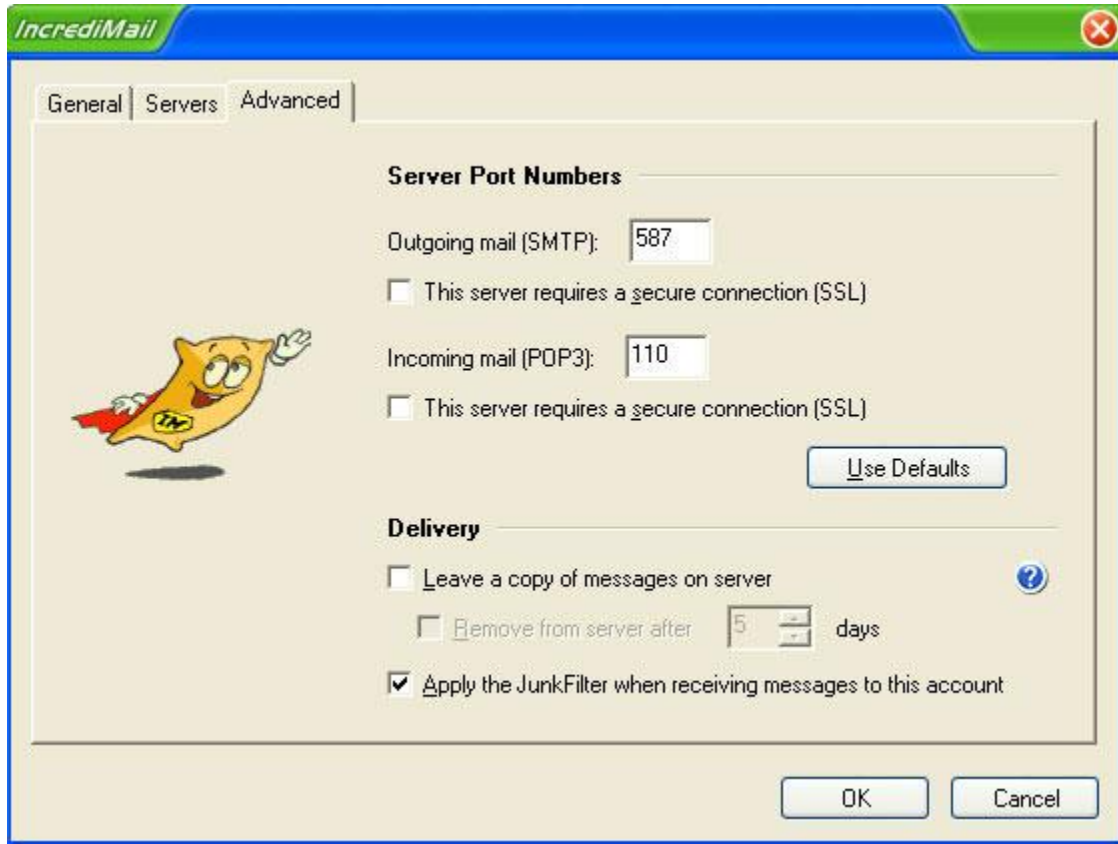 IncrediMail
General Servers Advanced
Server Port Numbers
Outgoing mail (SMTP): 587
This server requires a secure connection (SSL)
Incoming mail (POP3): 110
This server requires a secure connection (SSL)
Use Defaults
Delivery
Leave a copy of messages on server
Remove from server after 5 days
Apply the JunkFilter when receiving messages to this account
OK Cancel